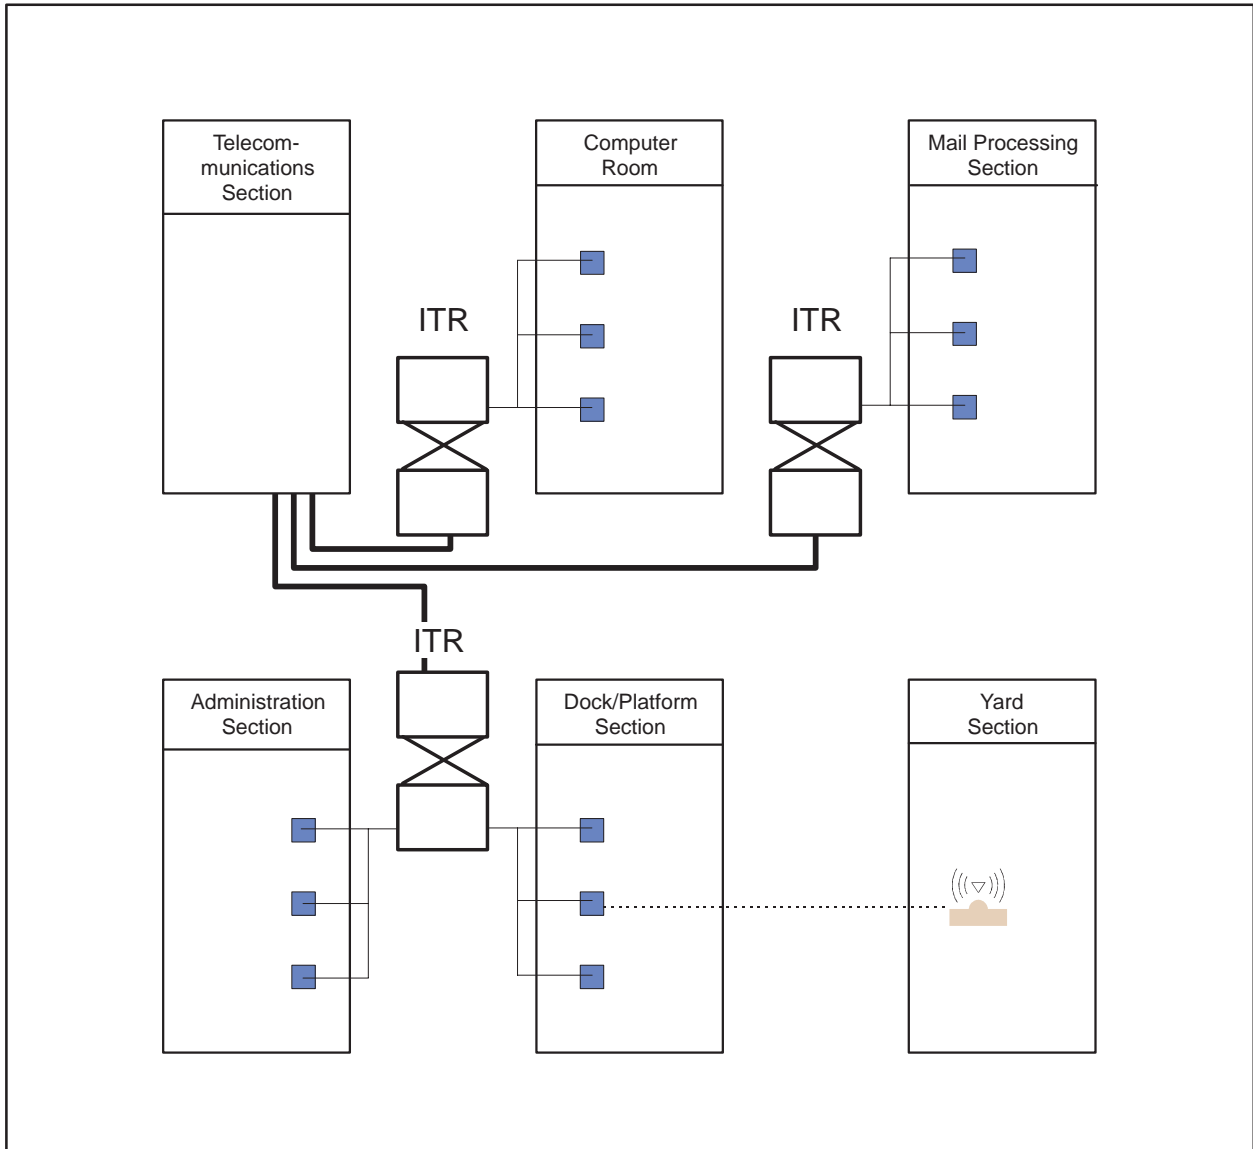 Telecom-
munications
Section
Computer
Room
Mail Processing
Section
ITR
ITR
ITR
Administration
Section
Dock/Platform
Section
Yard
Section